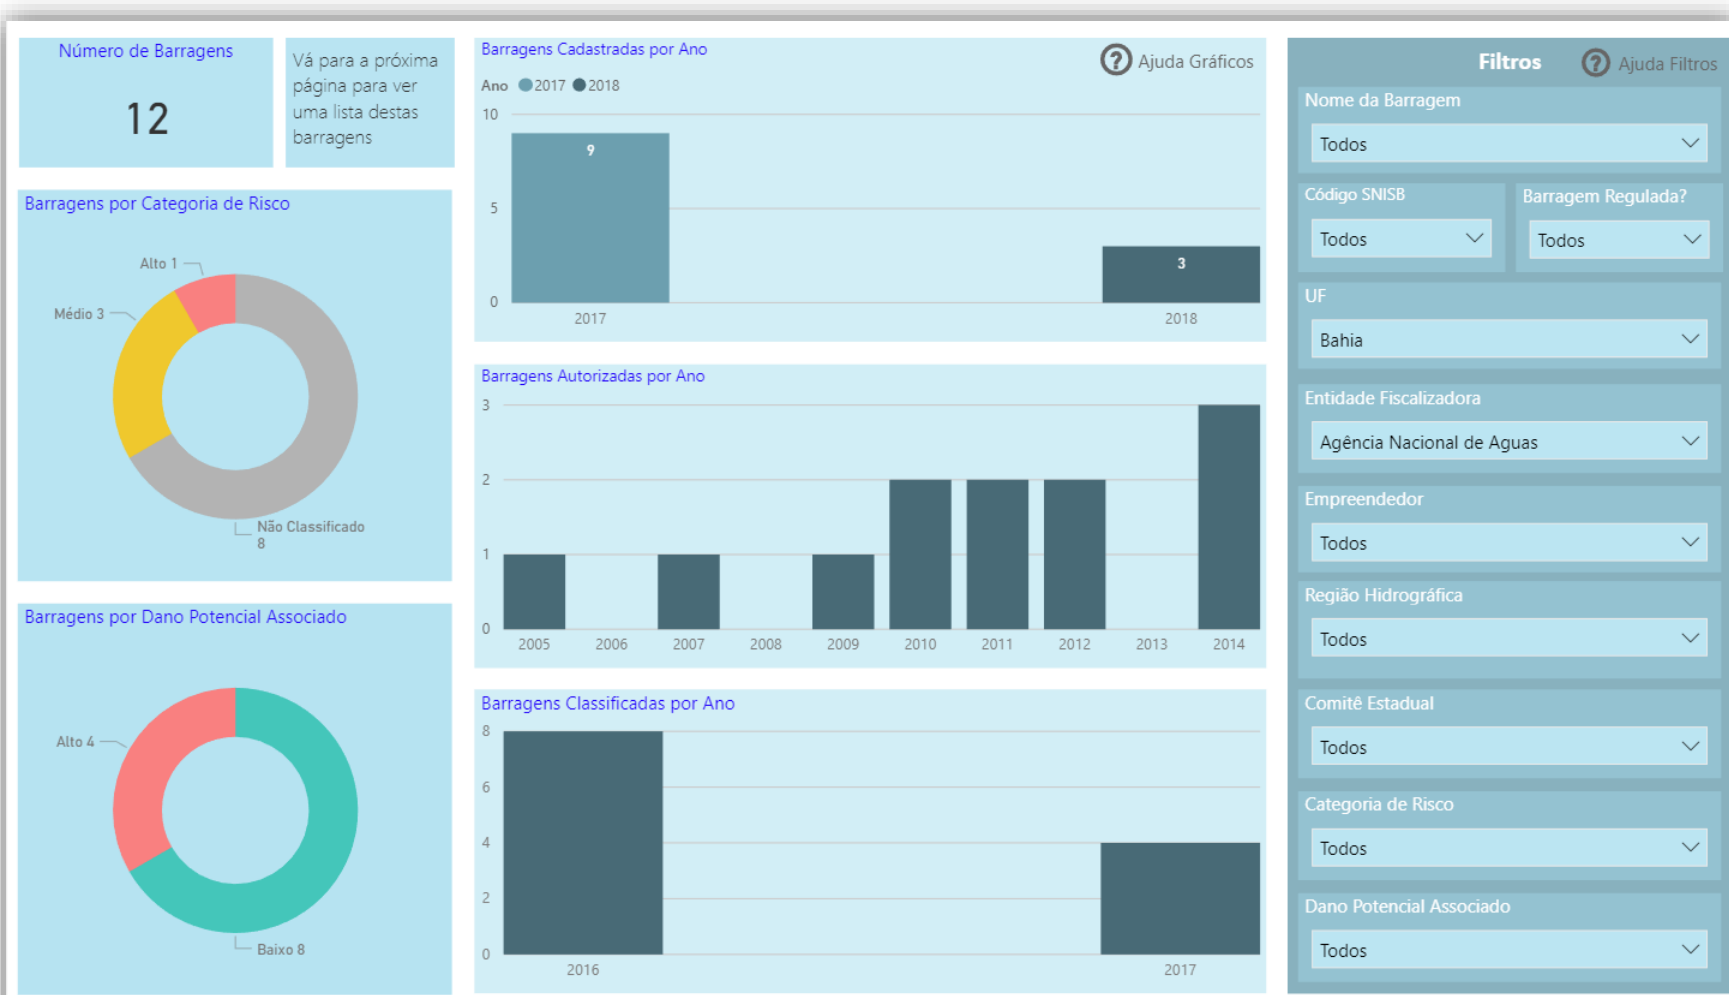 Número de Barragens
12
Vá para a próxima
página para ver
uma lista destas
barragens
Barragens por Categoria de Risco
Alto 1
Médio 3
Não Classificado
8
Barragens por Dano Potencial Associado
Alto 4
Baixo 8
Barragens Cadastradas por Ano
Ajuda Gráficos
Ano 2017 2018
10
9
5
3
0
2017 2018
Barragens Autorizadas por Ano
3
2
1
0
2005 2006 2007 2008 2009 2010 2011 2012 2013 2014
Barragens Classificadas por Ano
8
6
4
2
0
2016 2017
Filtros
? Ajuda Filtros
Nome da Barragem
Todos
Código SNISB
Todos
Barragem Regulada?
Todos
UF
Bahia
Entidade Fiscalizadora
Agência Nacional de Aguas
Empreendedor
Todos
Região Hidrográfica
Todos
Comitê Estadual
Todos
Categoria de Risco
Todos
Dano Potencial Associado
Todos